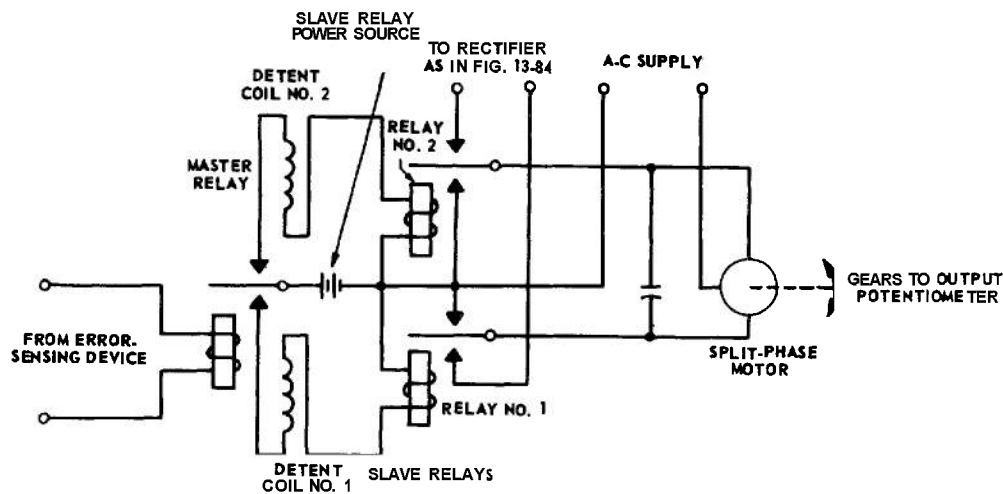 SLAVE RELAY
POWER SOURCE
TO RECTIFIER
AS IN FIG. 13-84
A-C SUPPLY
DETENT
COIL NO. 2
RELAY
NO. 2
MASTER
RELAY
GEARS TO OUTPUT
POTENTIOMETER
FROM ERROR-
SENSING DEVICE
SPLIT-PHASE
MOTOR
RELAY NO. 1
DETENT
COIL NO. 1
SLAVE RELAYS